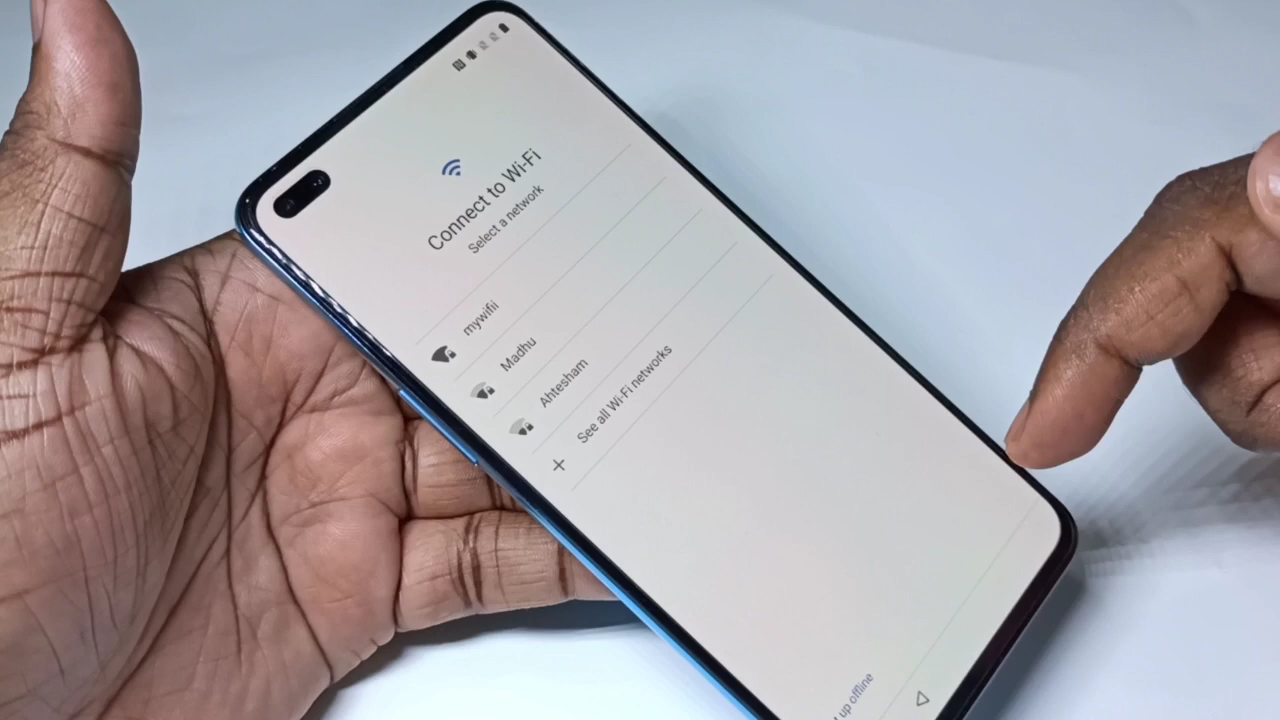 Connect to Wi-Fi
Select a network
mywifii
Madhu
Ahtesham
See all Wi-Fi networks
up offline